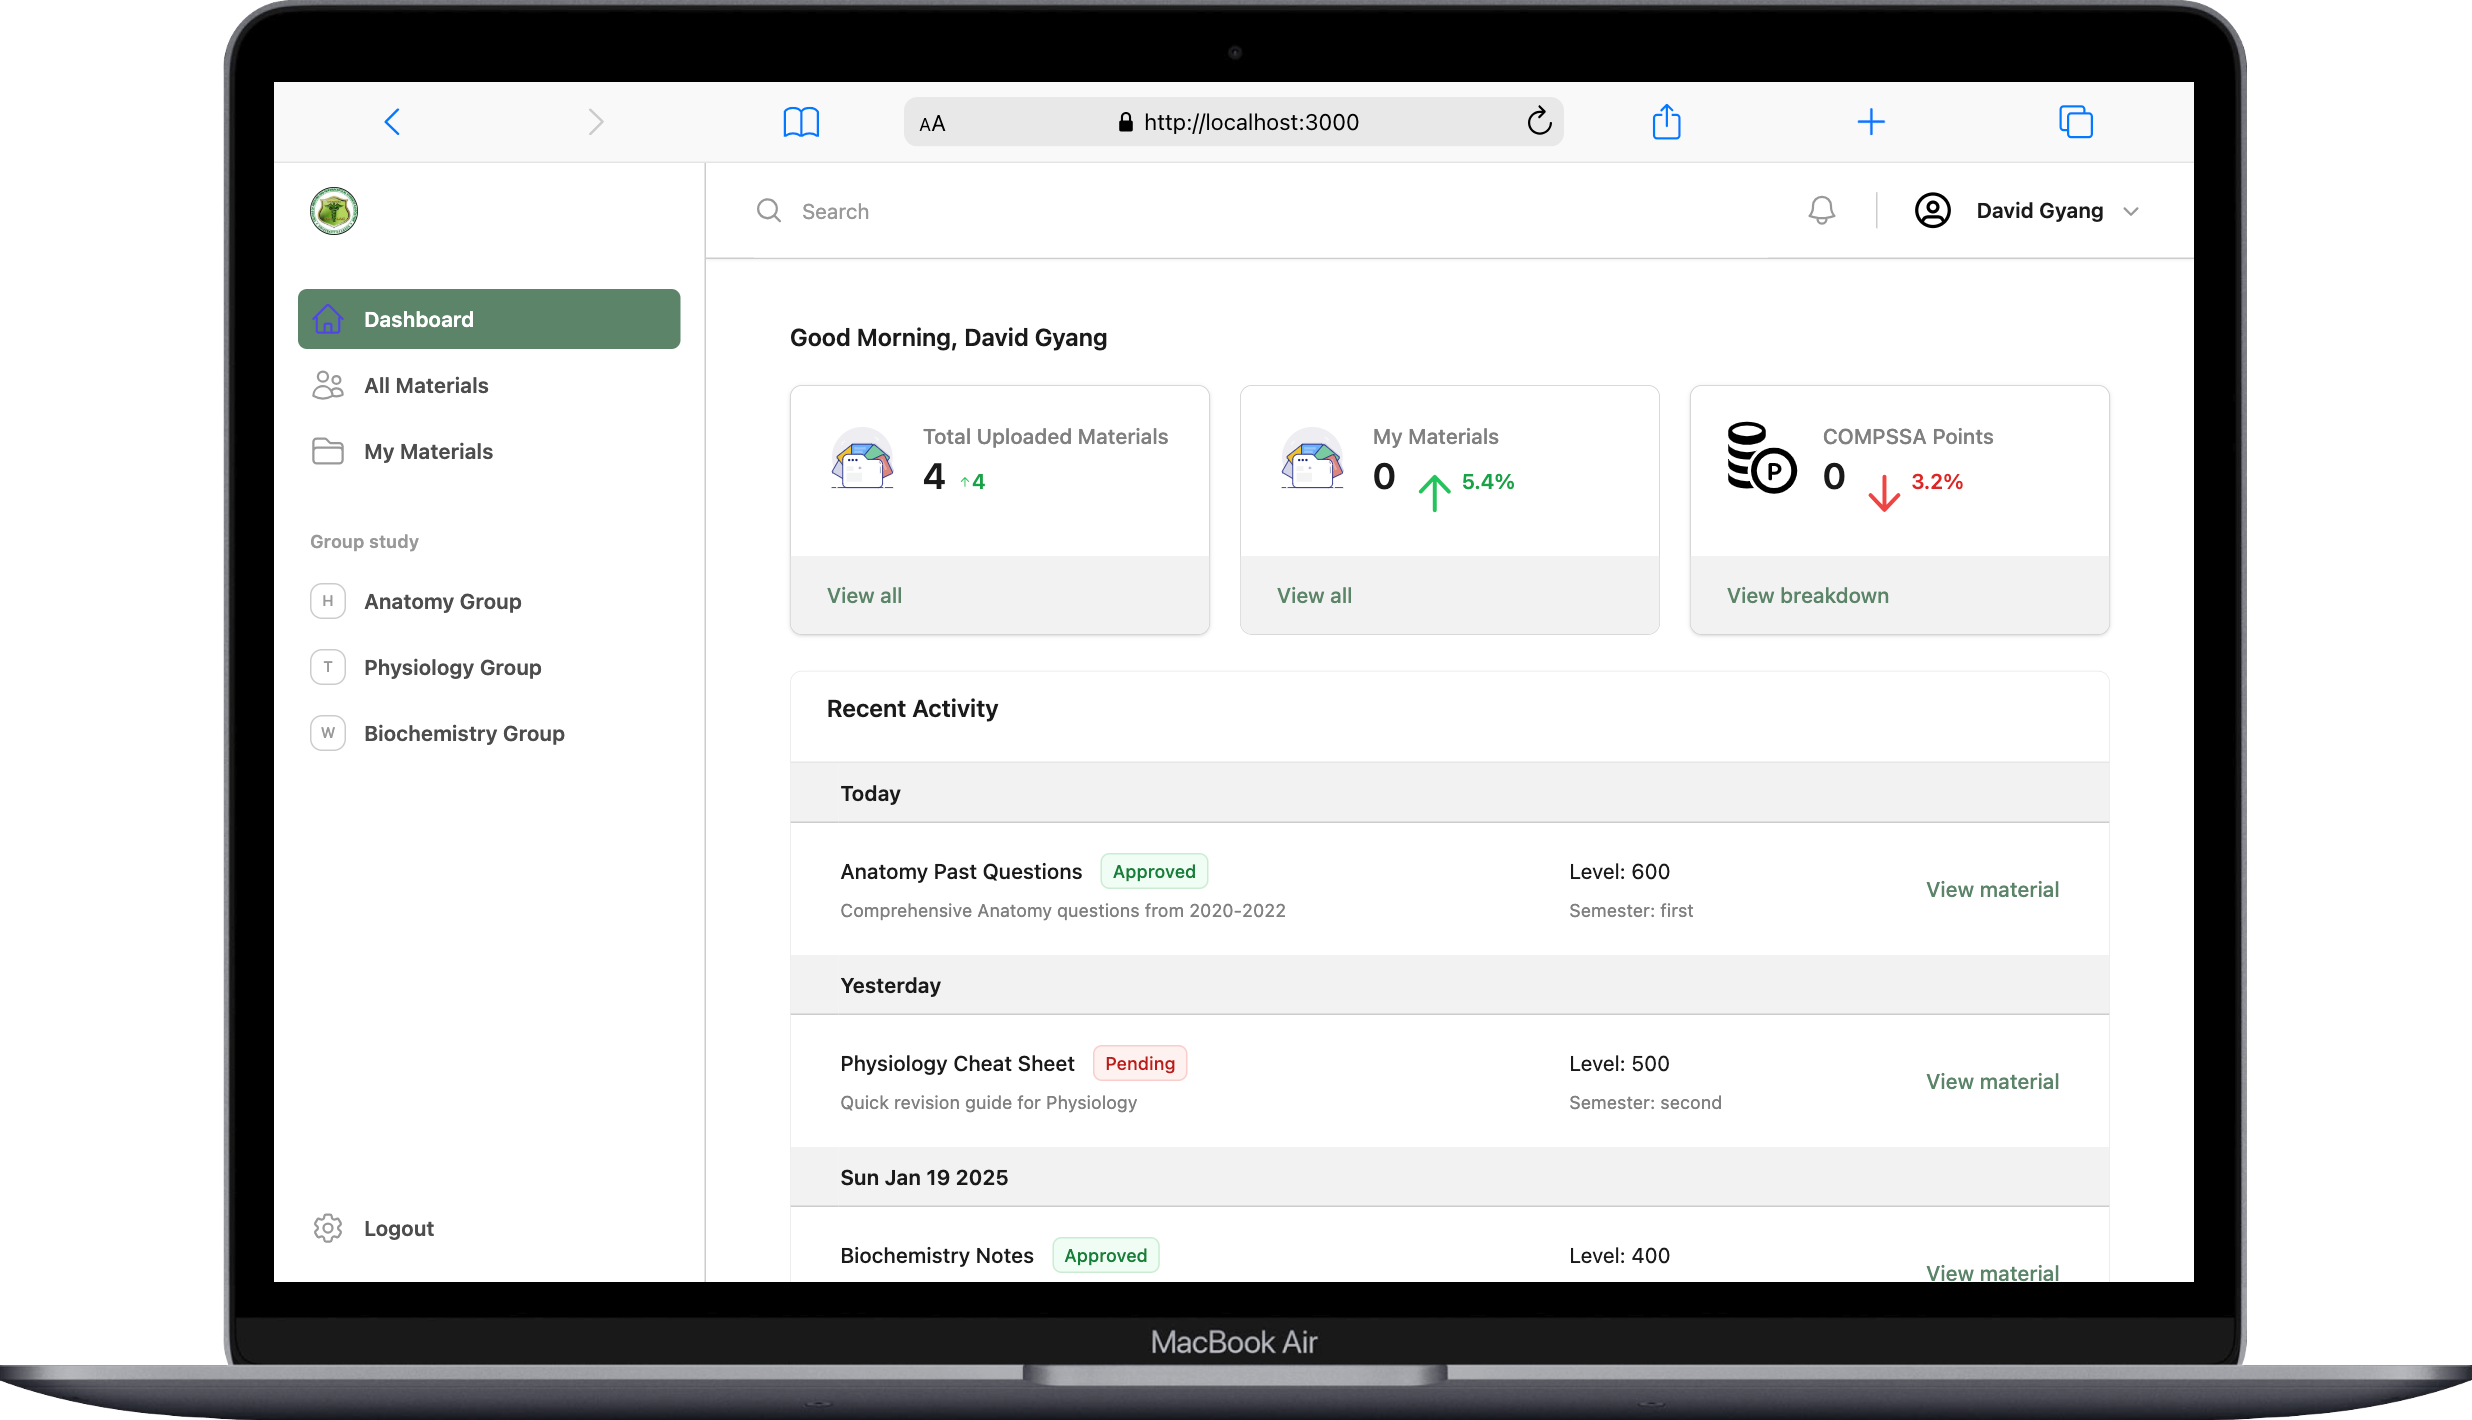 AA
http://localhost:3000
Search
David Gyang
Dashboard
All Materials
My Materials
Group study
H Anatomy Group
T Physiology Group
W Biochemistry Group
Logout
Good Morning, David Gyang
Total Uploaded Materials
4 ↑4
View all
My Materials
0 5.4%
View all
P
COMPSSA Points
0 3.2%
View breakdown
Recent Activity
Today
Anatomy Past Questions Approved
Comprehensive Anatomy questions from 2020-2022
Level: 600
Semester: first
View material
Yesterday
Physiology Cheat Sheet Pending
Quick revision guide for Physiology
Level: 500
Semester: second
View material
Sun Jan 19 2025
Biochemistry Notes Approved
Level: 400
View material
MacBook Air